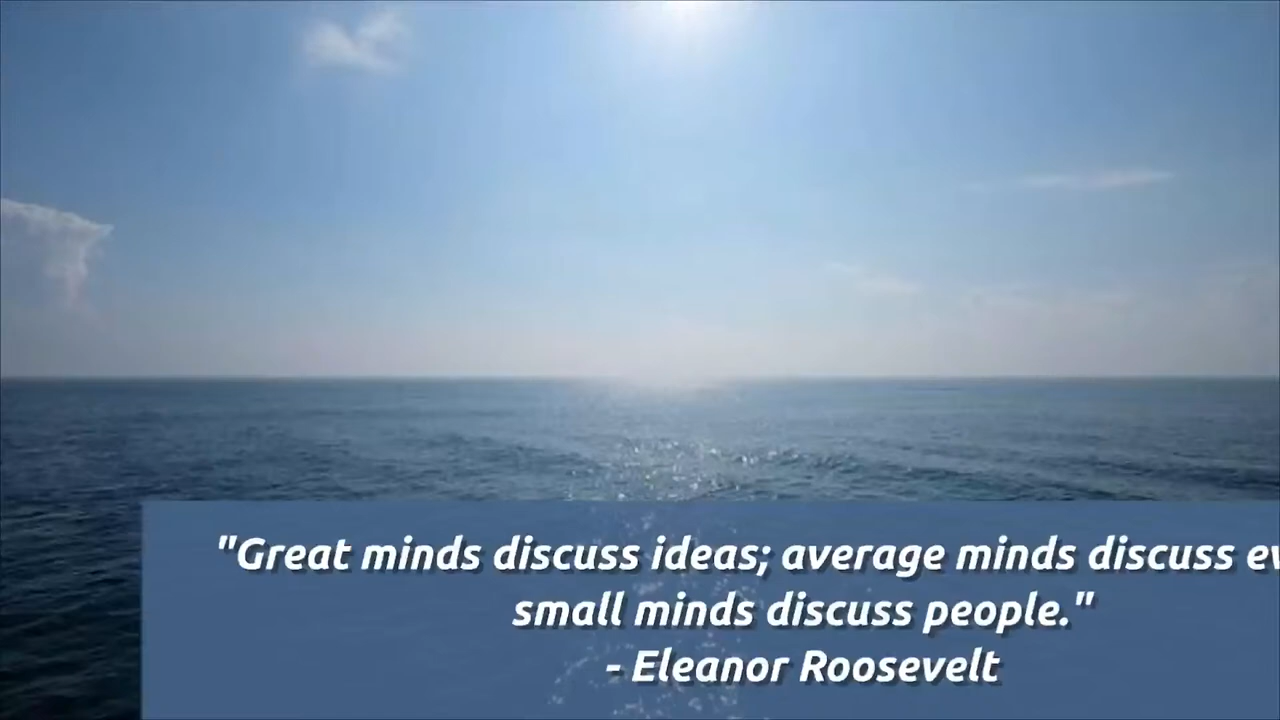 "Great minds discuss ideas; average minds discuss
small minds discuss people."
- Eleanor Roosevelt